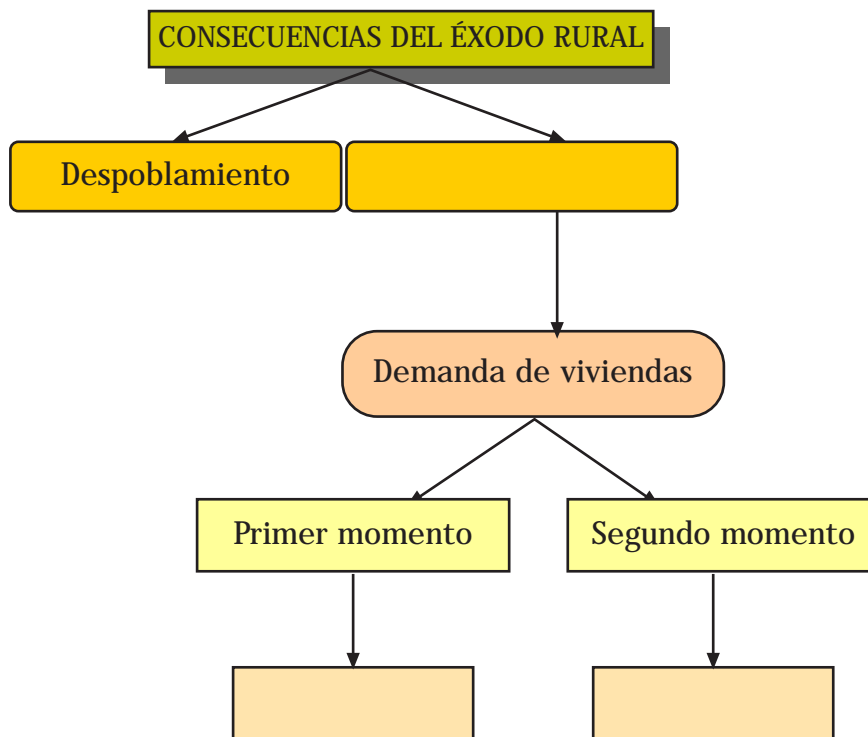 CONSECUENCIAS DEL ÉXODO RURAL
Despoblamiento
Demanda de viviendas
Primer momento
Segundo momento